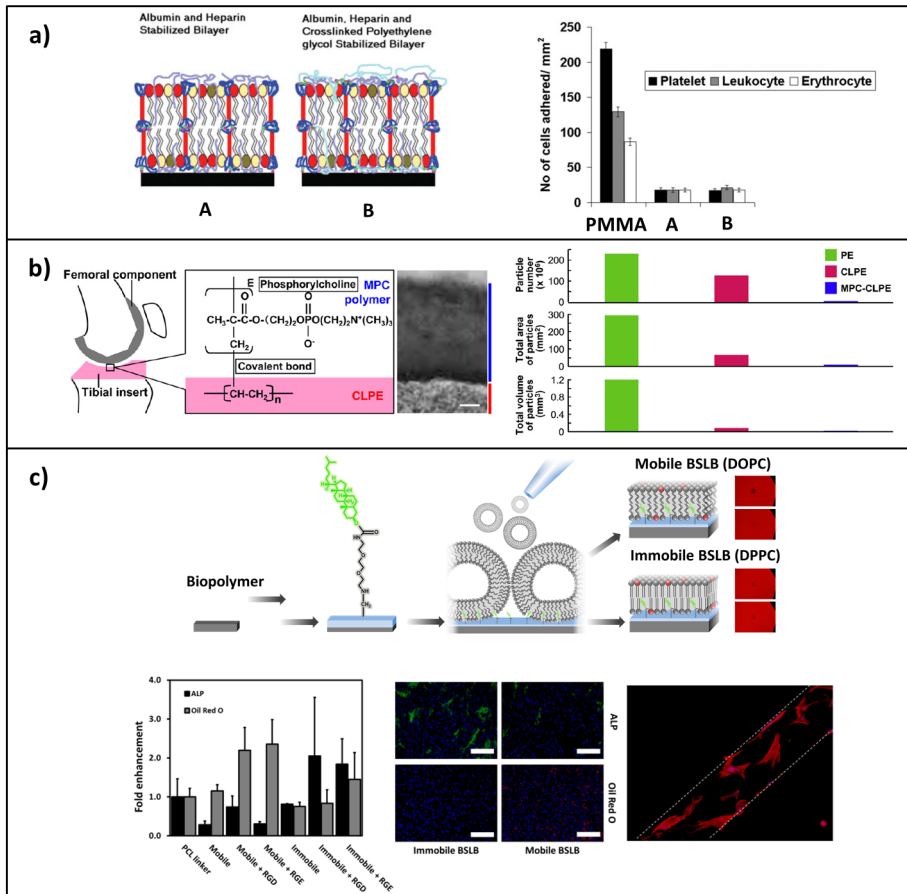 a)
Albumin and Heparin
Stabilized Bilayer
Albumin, Heparin and
Crosslinked Polyethylene
glycol Stabilized Bilayer
A
B
No of cells adhered/ mm²
250
200
150
100
50
0
Platelet
Leukocyte
Erythrocyte
PMMA
A
B
b)
Femoral component
Tibial insert
m
Phosphorylcholine
MPC
polymer
O
O
CH₃-C-C-O-(CH₂)₂OPO(CH₂)₂N⁺(CH₃)₃
CH₂
O⁻
Covalent bond
CH-CH₂
n
CLPE
Particle
number
(x 10⁶)
200
100
0
PE
CLPE
MPC-CLPE
Total area
of particles
(mm²)
300
200
100
0
Total volume
of particles
(mm³)
1.2
0.8
0.4
0
c)
Biopolymer
H
H
H
O
O
HN
O
O
NH
CH₂
Mobile BSLB (DOPC)
Immobile BSLB (DPPC)
Fold enhancement
4.0
3.0
2.0
1.0
0.0
ALP
Oil Red O
PCL linker
Mobile
Mobile + RGD
Mobile + RGE
Immobile
Immobile + RGD
Immobile + RGE
ALP
Oil Red O
Immobile BSLB
Mobile BSLB